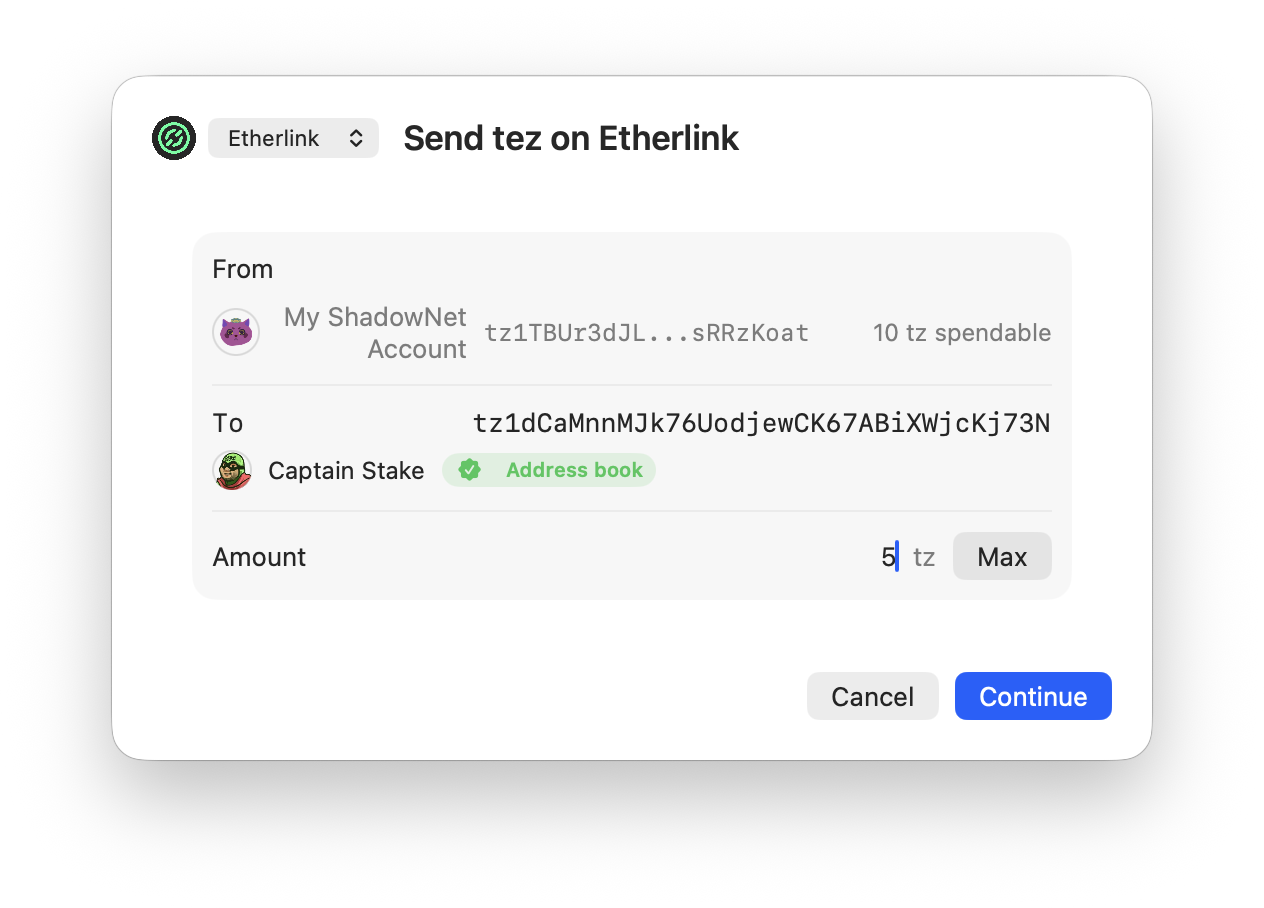 Etherlink
Send tez on Etherlink
From
My ShadowNet
Account
tz1TBUr3dJL...sRRzKoat
10 tz spendable
To
tz1dCaMnnMJk76UodjewCK67ABiXWjcKj73N
Captain Stake
Address book
Amount
5 tz
Max
Cancel
Continue